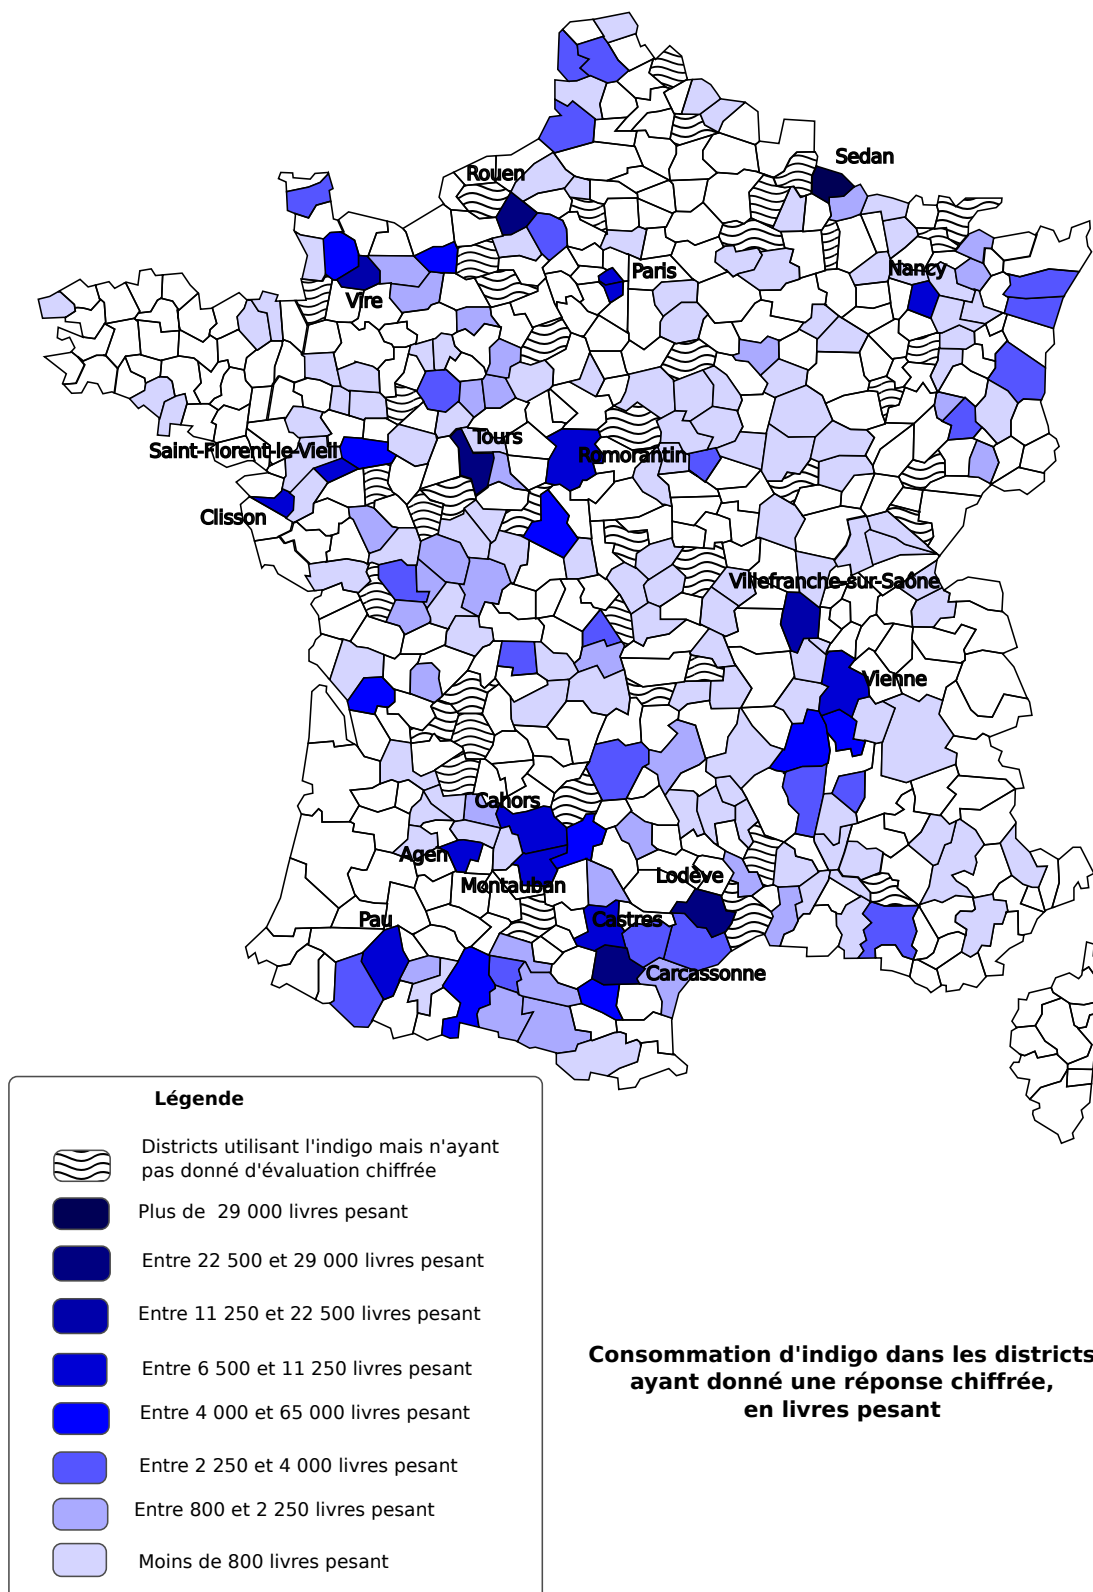 Sedan
Rouen
Paris
Nancy
Vire
Tours
Saint-Florent-le-Vieil
Romorantin
Clisson
Villefranche-sur-Saône
Vienne
Cahors
Agen
Lodève
Montauban
Pau
Castres
Carcassonne
Légende
Districts utilisant l'indigo mais n'ayant
pas donné d'évaluation chiffrée
Plus de  29 000 livres pesant
Entre 22 500 et 29 000 livres pesant
Entre 11 250 et 22 500 livres pesant
Entre 6 500 et 11 250 livres pesant
Entre 4 000 et 65 000 livres pesant
Entre 2 250 et 4 000 livres pesant
Entre 800 et 2 250 livres pesant
Moins de 800 livres pesant
Consommation d'indigo dans les districts
ayant donné une réponse chiffrée,
en livres pesant